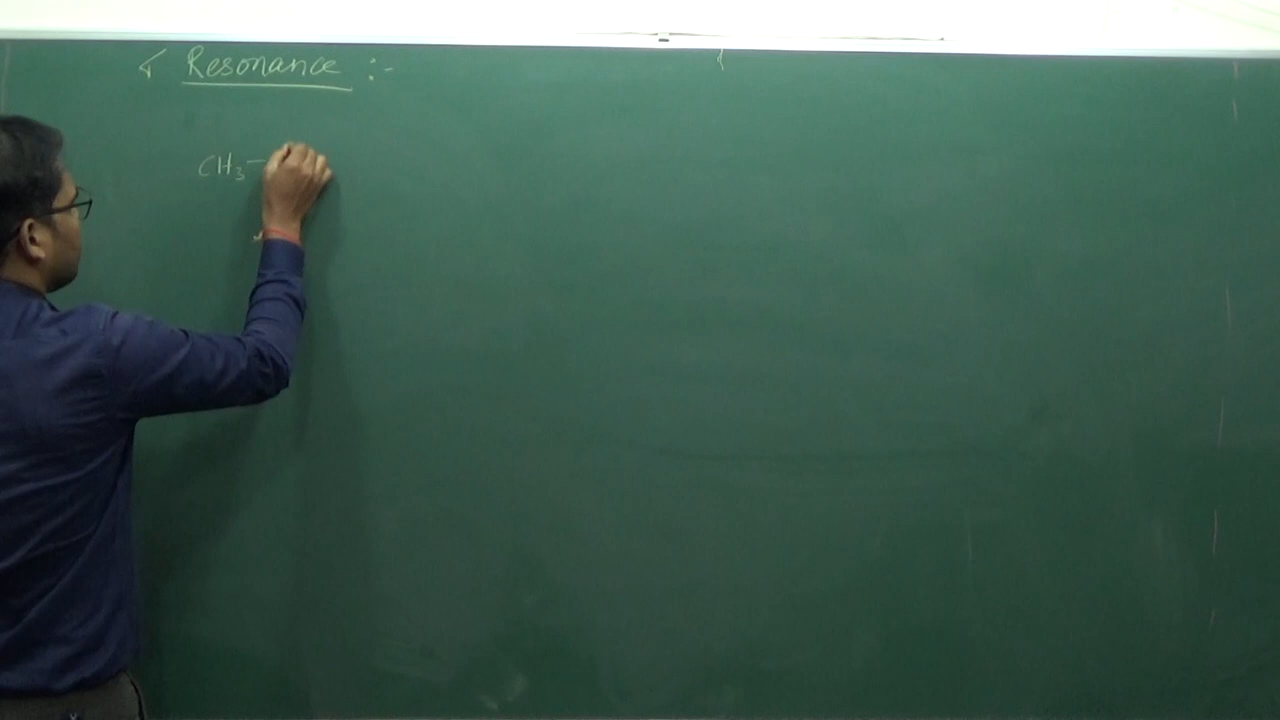 Resonance :-
CH₃ —